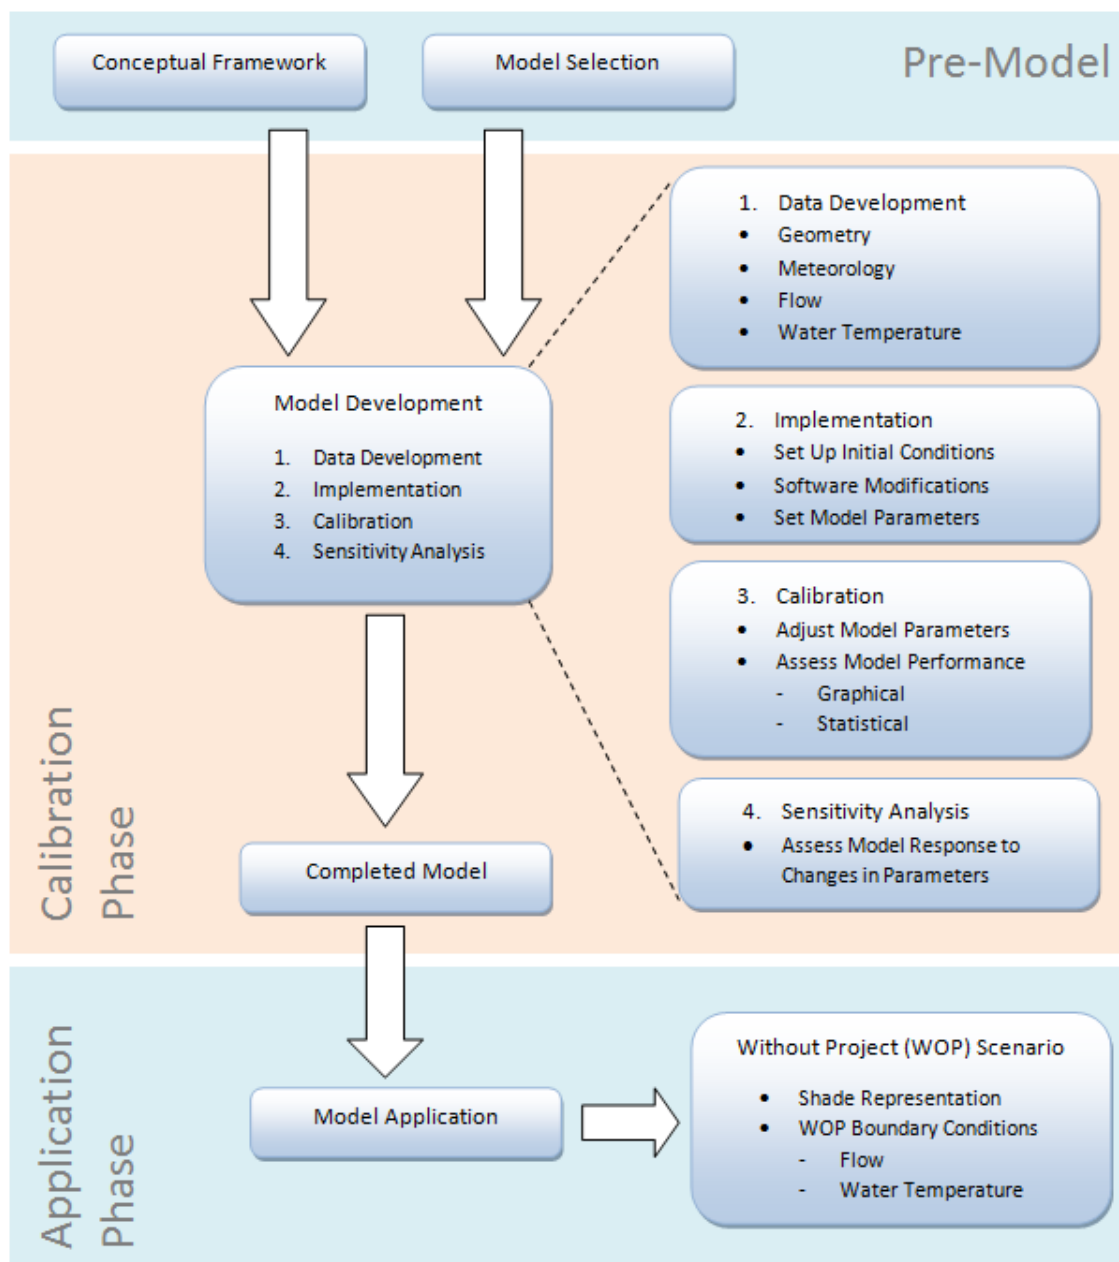 Conceptual Framework
Model Selection
Pre-Model
Model Development
1. Data Development
2. Implementation
3. Calibration
4. Sensitivity Analysis
1. Data Development
• Geometry
• Meteorology
• Flow
• Water Temperature
2. Implementation
• Set Up Initial Conditions
• Software Modifications
• Set Model Parameters
3. Calibration
• Adjust Model Parameters
• Assess Model Performance
- Graphical
- Statistical
4. Sensitivity Analysis
• Assess Model Response to
Changes in Parameters
Completed Model
Calibration
Phase
Model Application
Without Project (WOP) Scenario
• Shade Representation
• WOP Boundary Conditions
- Flow
- Water Temperature
Application
Phase